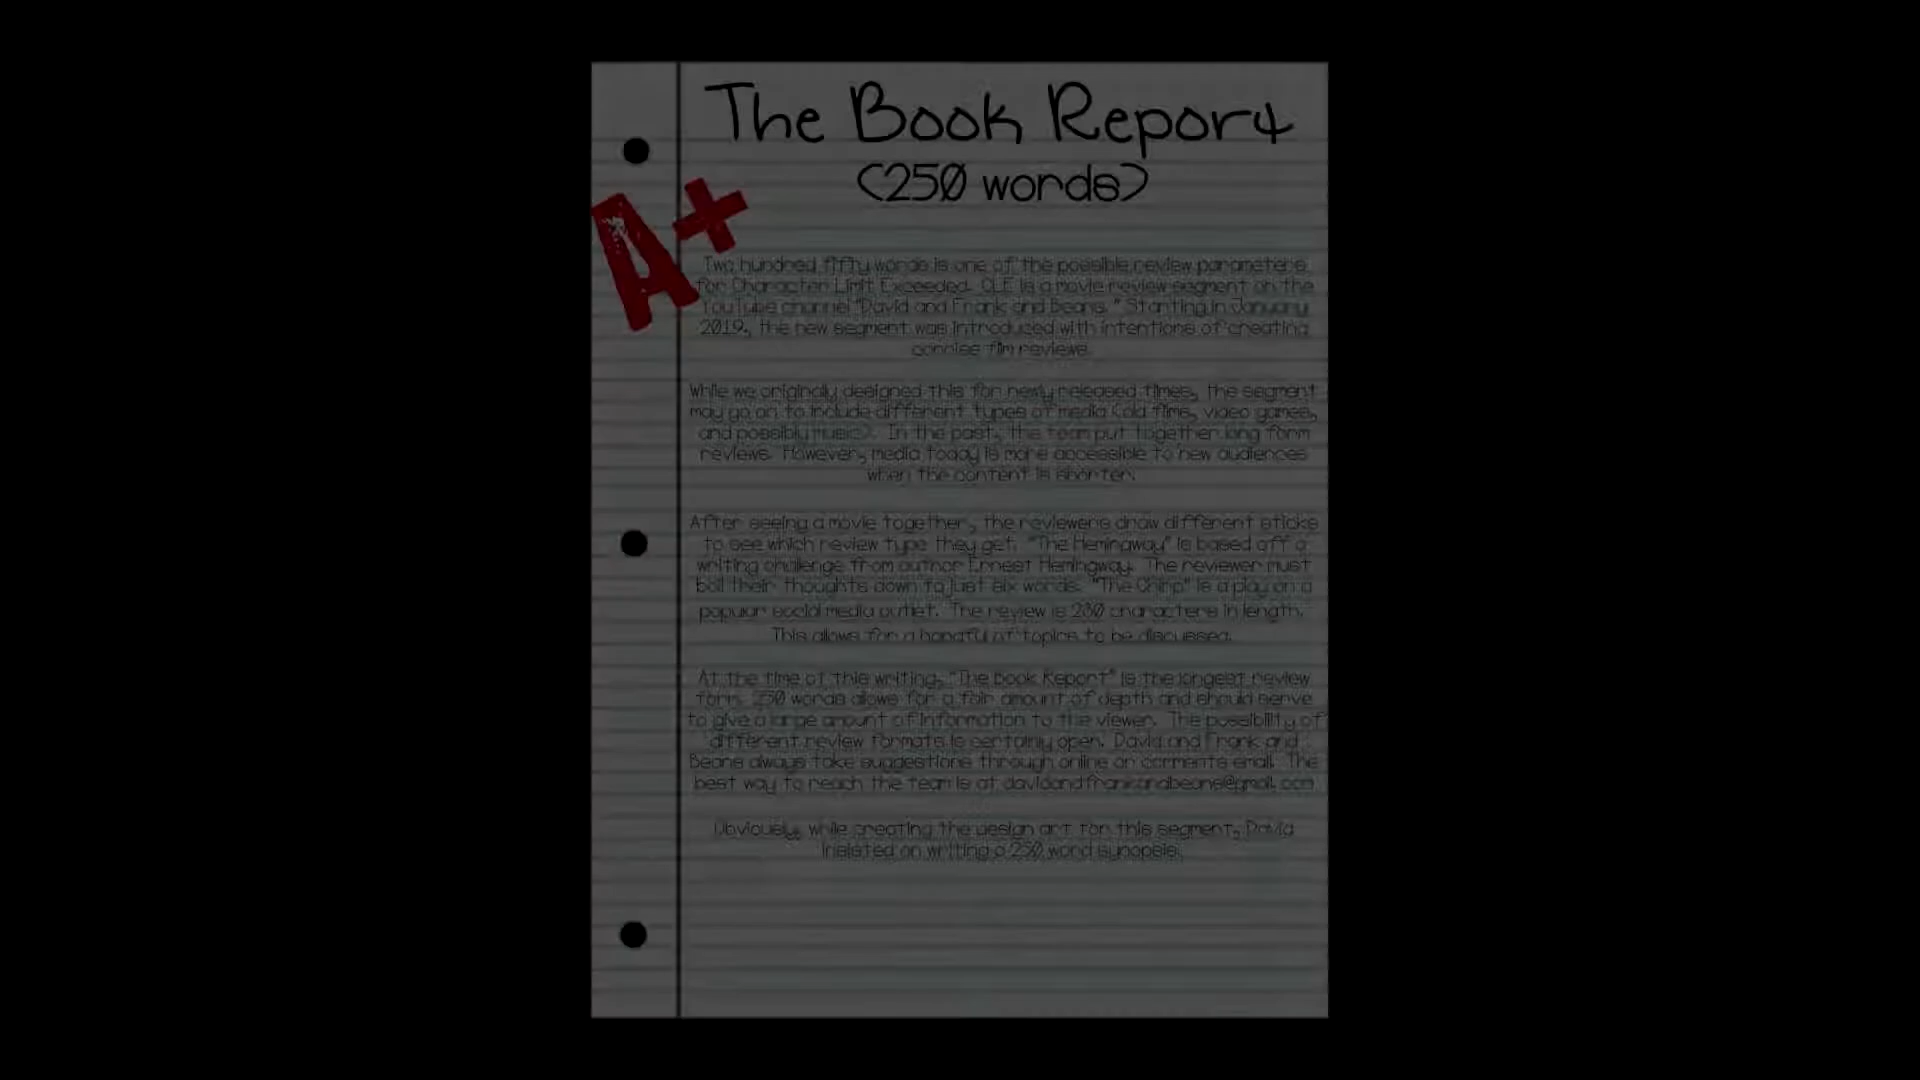 The Book Report
(250 words)
A+
Two hundred fifty words is one of the possible review parameters
for Character Limit Exceeded. CLE is a movie review segment on the
YouTube channel "David and Frank and Beans." Starting in January
2019, the new segment was introduced with intentions of creating
concise film reviews.
While we originally designed this for newly released times, the segment
may go on to include different types of media (old films, video games,
and possibly music). In the past, the team put together long form
reviews. However, media today is more accessible to new audiences
when the content is shorter.
After seeing a movie together, the reviewers draw different sticks
to see which review type they get. "The Hemingway" is based off a
writing challenge from author Ernest Hemingway. The reviewer must
boil their thoughts down to just six words. "The Chirp" is a play on a
popular social media outlet. The review is 280 characters in length.
This allows for a handful of topics to be discussed.
At the time of this writing, "The Book Report" is the longest review
form. 250 words allows for a fair amount of depth and should serve
to give a large amount of information to the viewer. The possibility of
different review formats is certainly open. David and Frank and
Beans always take suggestions through online or comments email. The
best way to reach the team is at davidandfrankandbeans@gmail.com
Obviously, while creating the design art for this segment, David
insisted on writing a 250 word synopsis.